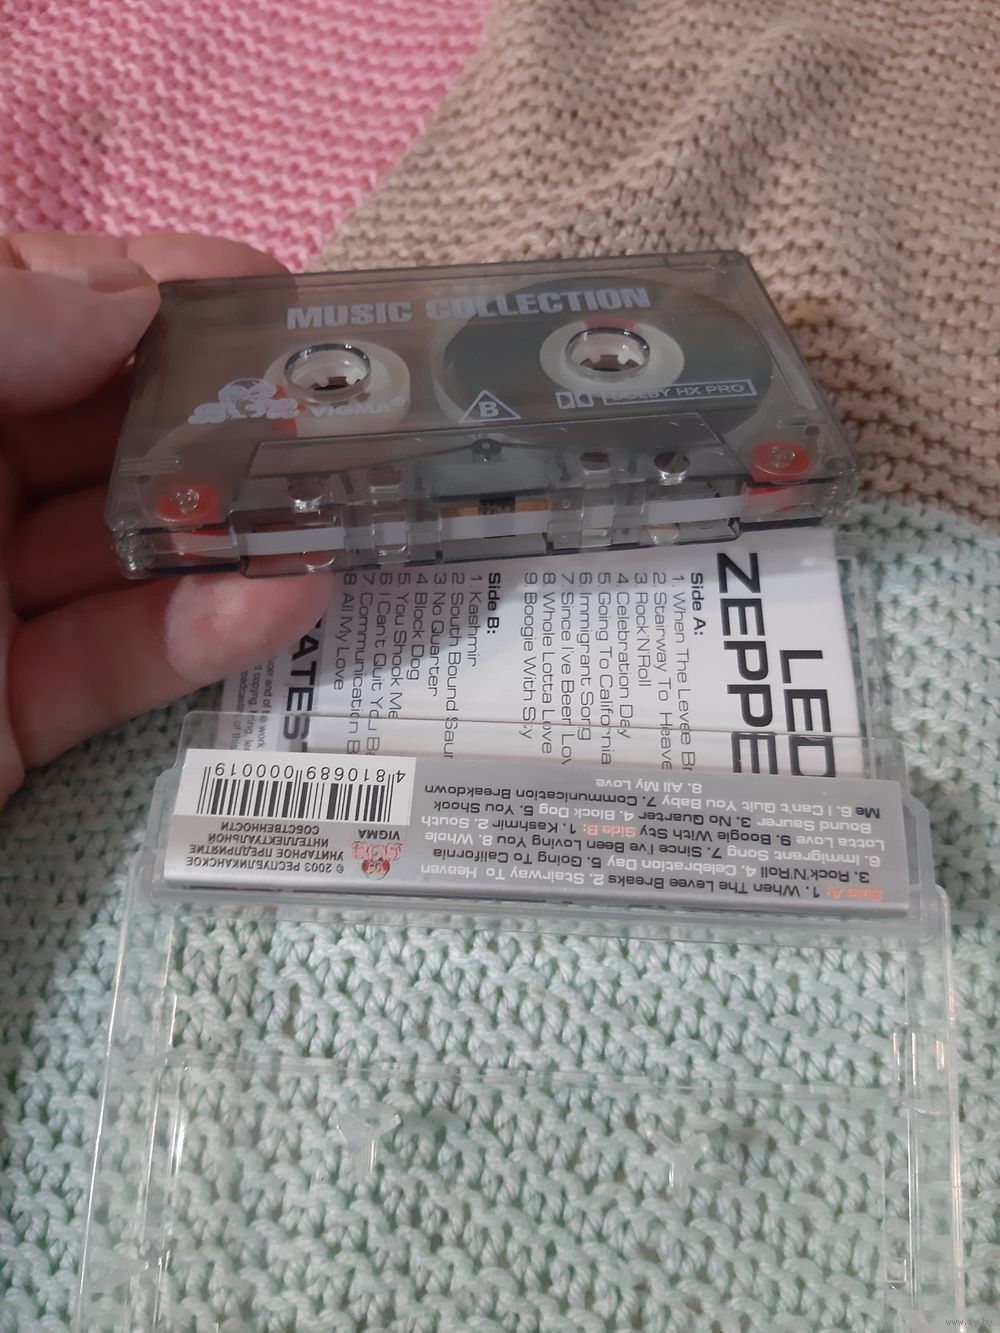 MUSIC COLLECTION
VIGMA
B
DOLBY HX PRO
LED
ZEPPE
Side A:
1. When The Levee Br
2. Stairway To Heave
3. Rock'N'Roll
4 Celebration Day
5 Going To California
6. Immigrant Song
7. Since I've Been Lov
8 Whole Lotta Love
9 Boogie With Sty
Side B:
1. Kashmir
2 South Bound Saur
3 No Quarter
4 Block Dog
5. You Shook Me
6 I Can't Quit You Ba
7 Communication B
8 All My Love
ATEST
Side A: 1. When The Levee Breaks 2. Stairway To Heaven
3. Rock'N'Roll 4. Celebration Day 5. Going To California
6. Immigrant Song 7. Since I've Been Loving You 8. Whole
Lotta Love 9. Boogie With Sty Side B: 1. Kashmir 2. South
Bound Saurer 3. No Quarter 4. Block Dog 5. You Shook
Me 6. I Can't Quit You Baby 7. Communication Breakdown
8. All My Love
© 2003 РЕСПУБЛИКАНСКОЕ
УНИТАРНОЕ ПРЕДПРИЯТИЕ
ИНТЕЛЛЕКТУАЛЬНОЙ
СОБСТВЕННОСТИ
VIGMA
4 810689 000019
www.ay.by